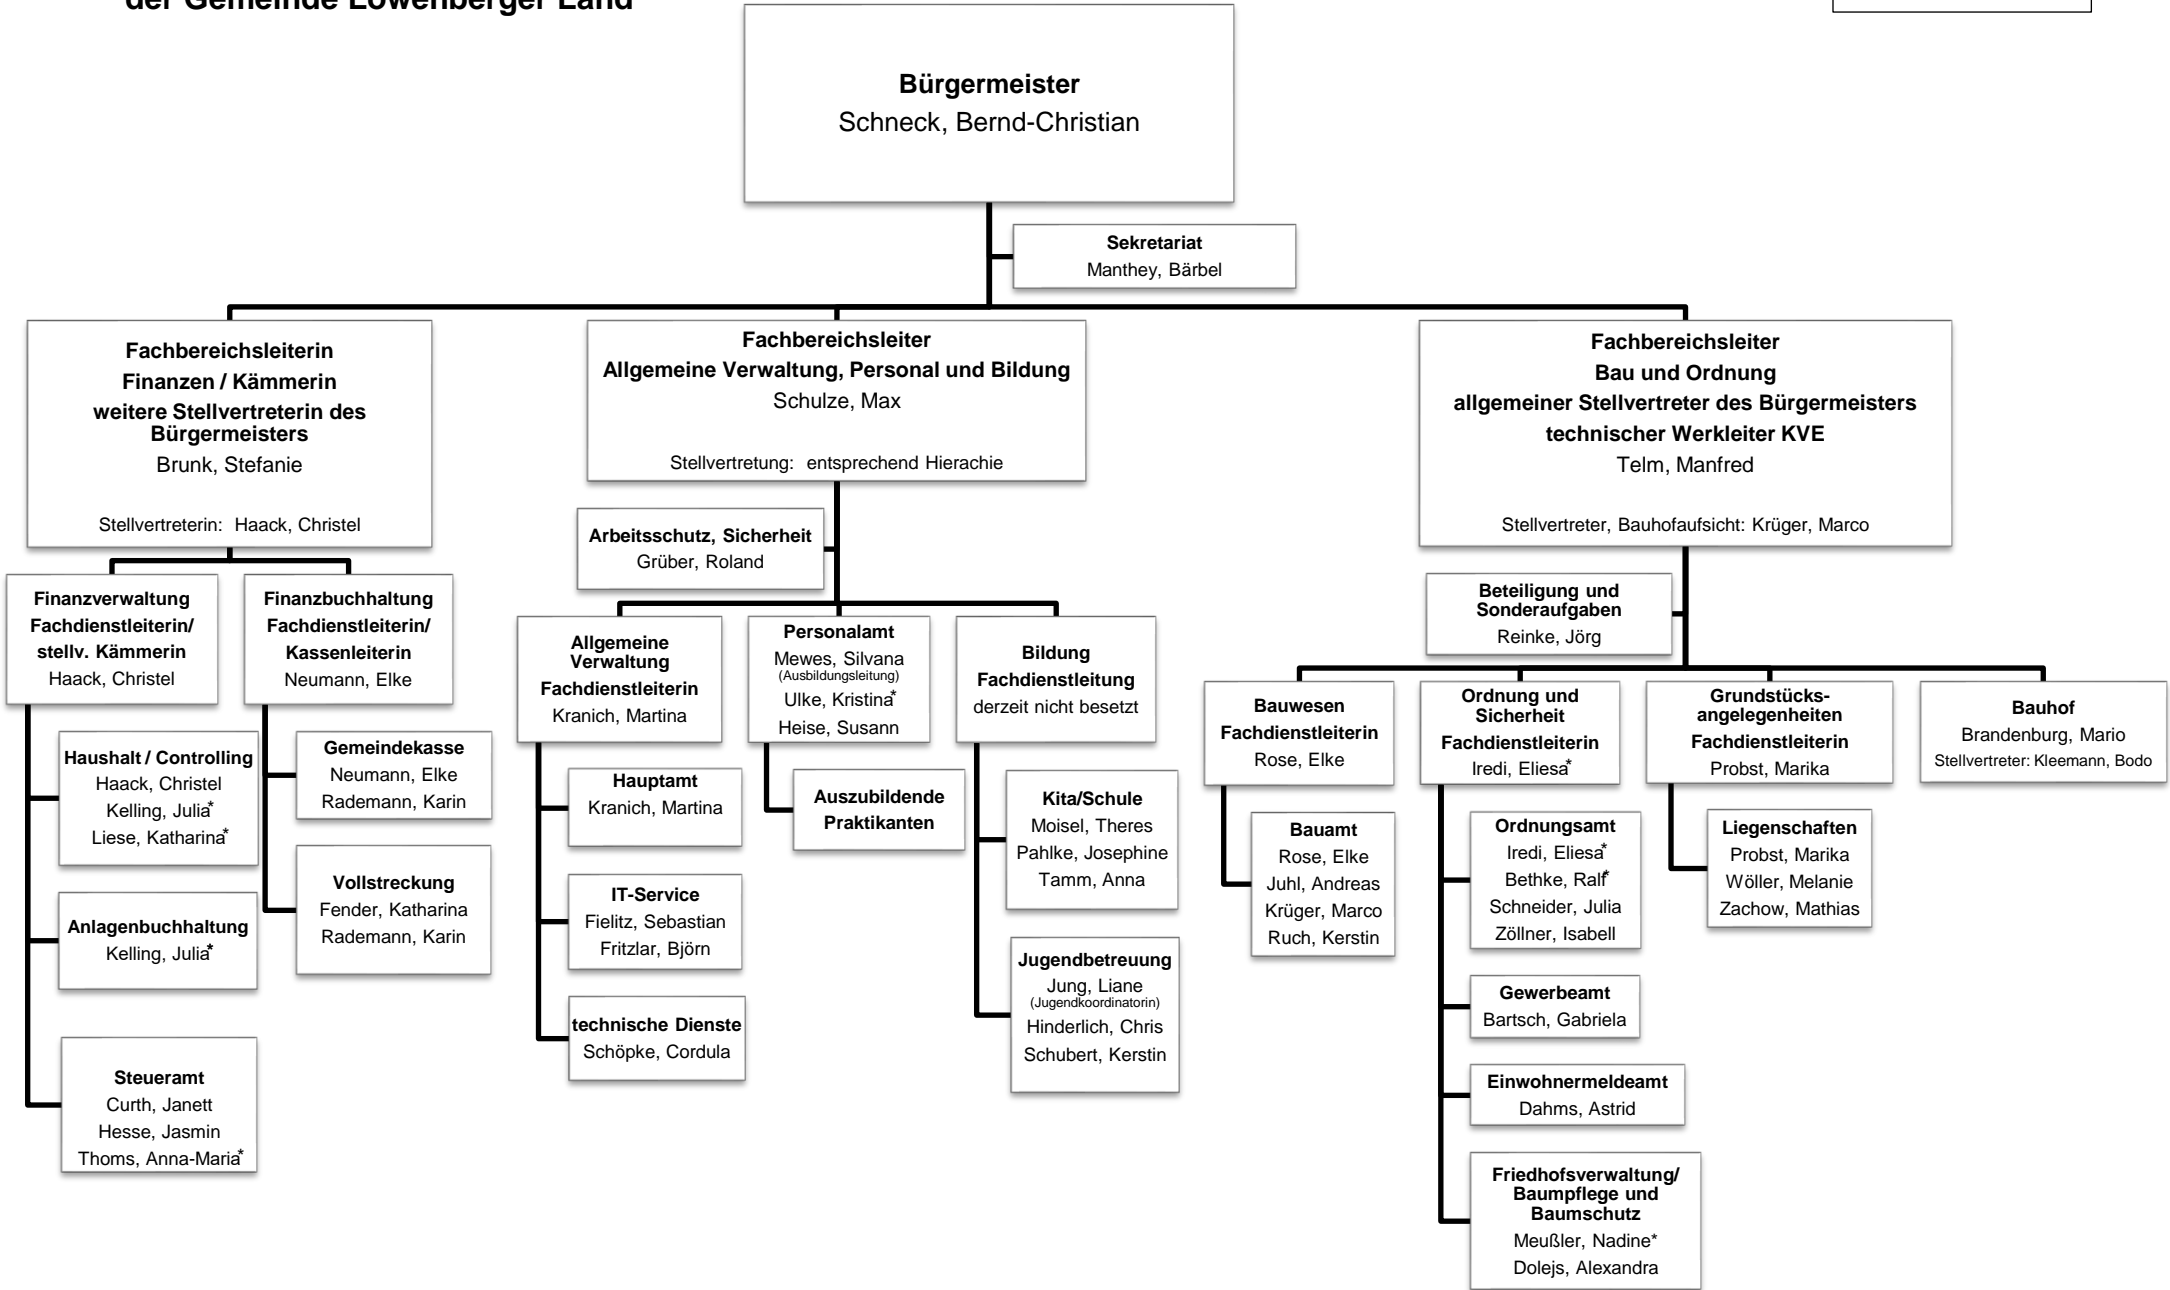 der Gemeinde Löwenberger Land
Bürgermeister
Schneck, Bernd-Christian
Sekretariat
Manthey, Bärbel
Fachbereichsleiterin
Finanzen / Kämmerin
weitere Stellvertreterin des
Bürgermeisters
Brunk, Stefanie
Stellvertreterin: Haack, Christel
Fachbereichsleiter
Allgemeine Verwaltung, Personal und Bildung
Schulze, Max
Stellvertretung: entsprechend Hierachie
Fachbereichsleiter
Bau und Ordnung
allgemeiner Stellvertreter des Bürgermeisters
technischer Werkleiter KVE
Telm, Manfred
Stellvertreter, Bauhofaufsicht: Krüger, Marco
Arbeitsschutz, Sicherheit
Grüber, Roland
Beteiligung und
Sonderaufgaben
Reinke, Jörg
Finanzverwaltung
Fachdienstleiterin/
stellv. Kämmerin
Haack, Christel
Finanzbuchhaltung
Fachdienstleiterin/
Kassenleiterin
Neumann, Elke
Haushalt / Controlling
Haack, Christel
Kelling, Julia*
Liese, Katharina*
Anlagenbuchhaltung
Kelling, Julia*
Steueramt
Curth, Janett
Hesse, Jasmin
Thoms, Anna-Maria*
Gemeindekasse
Neumann, Elke
Rademann, Karin
Vollstreckung
Fender, Katharina
Rademann, Karin
Allgemeine
Verwaltung
Fachdienstleiterin
Kranich, Martina
Hauptamt
Kranich, Martina
IT-Service
Fielitz, Sebastian
Fritzlar, Björn
technische Dienste
Schöpke, Cordula
Personalamt
Mewes, Silvana
(Ausbildungsleitung)
Ulke, Kristina*
Heise, Susann
Auszubildende
Praktikanten
Bildung
Fachdienstleitung
derzeit nicht besetzt
Kita/Schule
Moisel, Theres
Pahlke, Josephine
Tamm, Anna
Jugendbetreuung
Jung, Liane
(Jugendkoordinatorin)
Hinderlich, Chris
Schubert, Kerstin
Bauwesen
Fachdienstleiterin
Rose, Elke
Bauamt
Rose, Elke
Juhl, Andreas
Krüger, Marco
Ruch, Kerstin
Ordnung und
Sicherheit
Fachdienstleiterin
Iredi, Eliesa*
Ordnungsamt
Iredi, Eliesa*
Bethke, Ralf*
Schneider, Julia
Zöllner, Isabell
Gewerbeamt
Bartsch, Gabriela
Einwohnermeldeamt
Dahms, Astrid
Friedhofsverwaltung/
Baumpflege und
Baumschutz
Meußler, Nadine*
Dolejs, Alexandra
Grundstücks-
angelegenheiten
Fachdienstleiterin
Probst, Marika
Liegenschaften
Probst, Marika
Wöller, Melanie
Zachow, Mathias
Bauhof
Brandenburg, Mario
Stellvertreter: Kleemann, Bodo